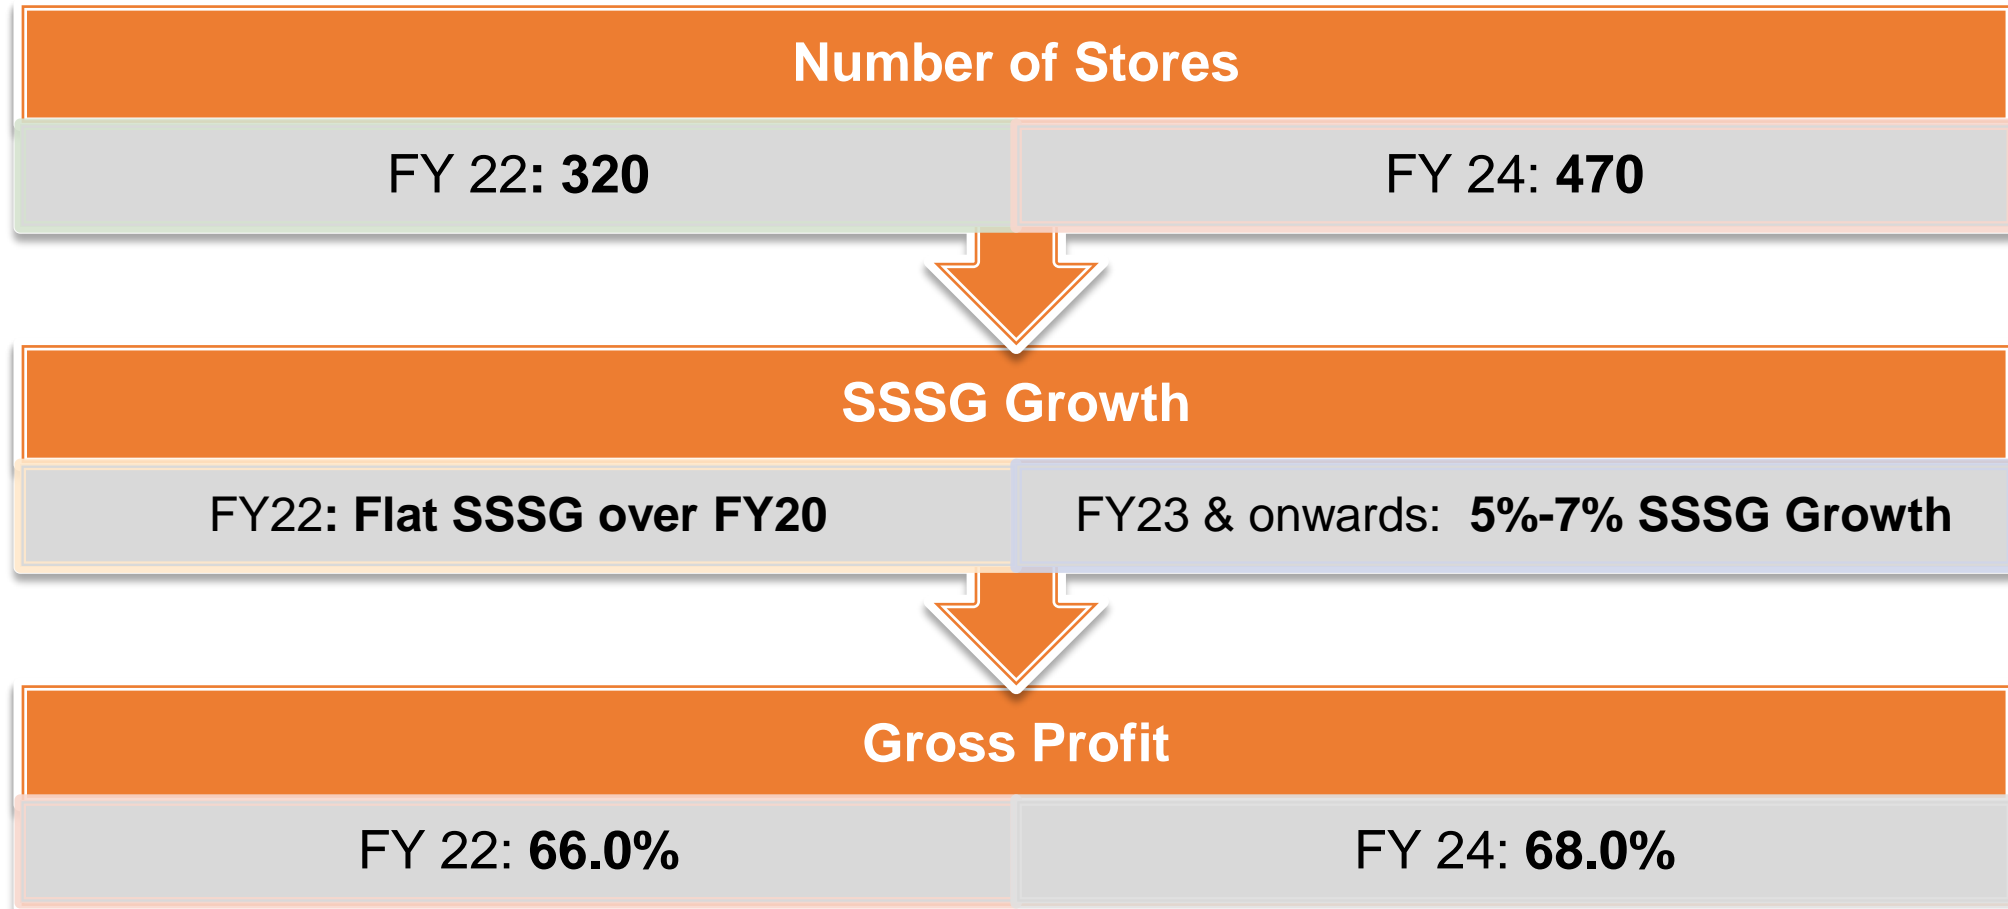 Number of Stores
FY 22: 320
FY 24: 470
SSSG Growth
FY22: Flat SSSG over FY20
FY23 & onwards: 5%-7% SSSG Growth
Gross Profit
FY 22: 66.0%
FY 24: 68.0%